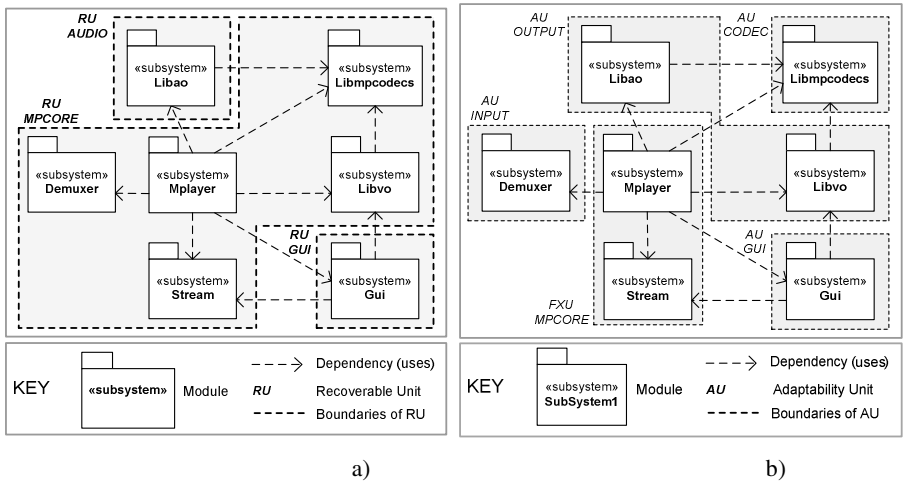 RU
AUDIO
«subsystem»
Libao
«subsystem»
Libmpcodecs
RU
MPCORE
«subsystem»
Demuxer
«subsystem»
Mplayer
«subsystem»
Libvo
RU
GUI
«subsystem»
Stream
«subsystem»
Gui
KEY
«subsystem»
Module
Dependency (uses)
RU
Recoverable Unit
Boundaries of RU
a)
AU
OUTPUT
«subsystem»
Libao
AU
CODEC
«subsystem»
Libmpcodecs
AU
INPUT
«subsystem»
Demuxer
«subsystem»
Mplayer
«subsystem»
Libvo
AU
GUI
«subsystem»
Stream
«subsystem»
Gui
FXU
MPCORE
KEY
«subsystem»
SubSystem1
Module
Dependency (uses)
AU
Adaptability Unit
Boundaries of AU
b)